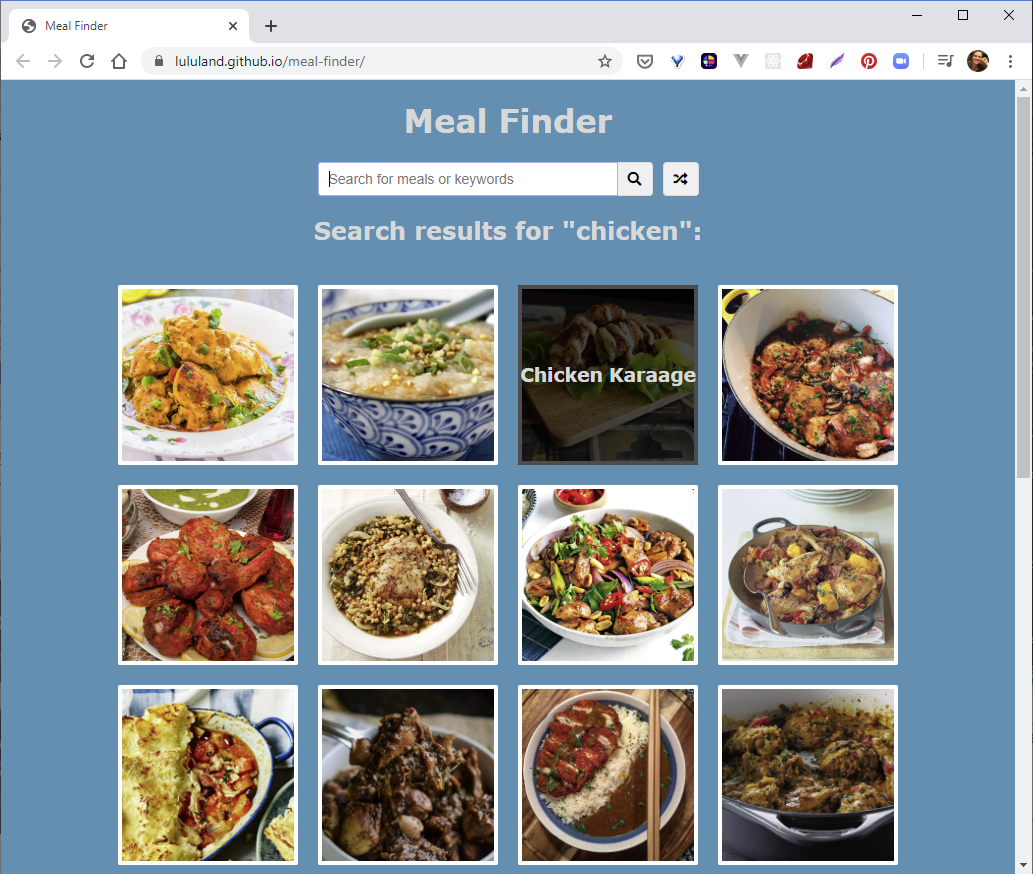 Meal Finder
lululand.github.io/meal-finder/
Meal Finder
Search for meals or keywords
Search results for "chicken":
Chicken Karaage